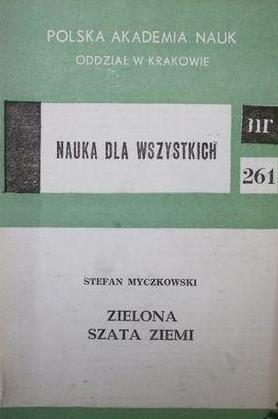 POLSKA AKADEMIA NAUK
ODDZIAŁ W KRAKOWIE
NAUKA DLA WSZYSTKICH
nr
261
STEFAN MYCZKOWSKI
ZIELONA
SZATA ZIEMI